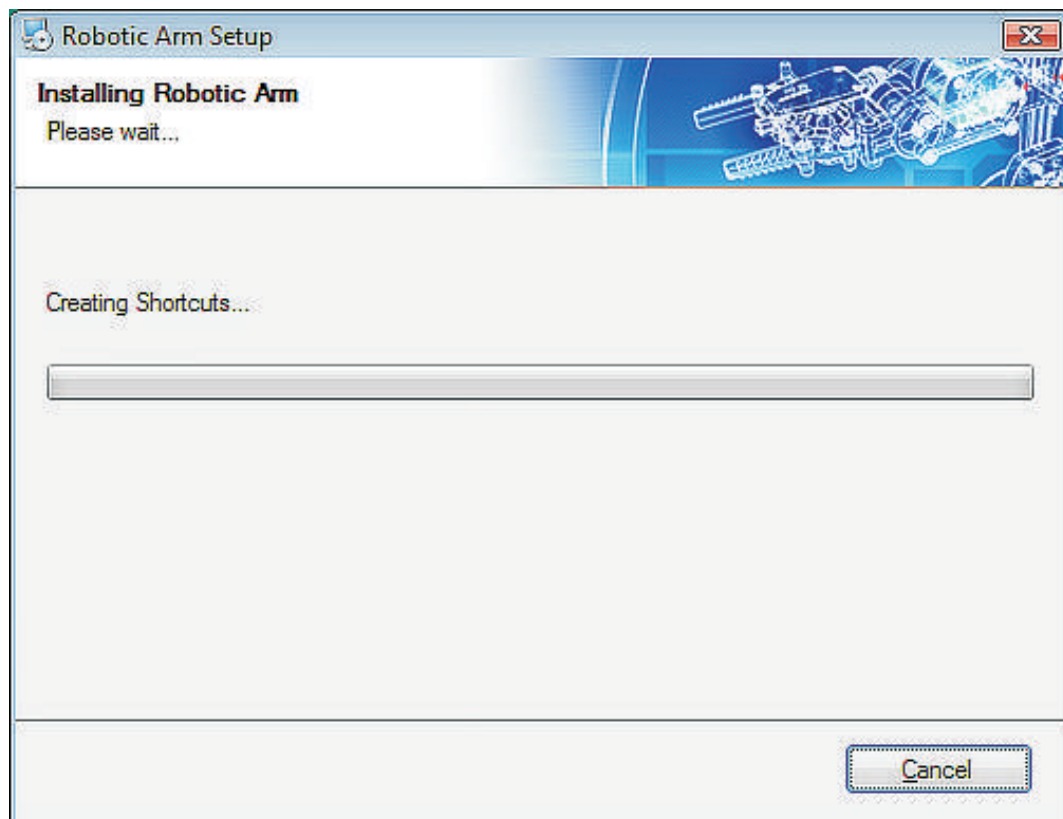 Robotic Arm Setup
Installing Robotic Arm
Please wait...
Creating Shortcuts...
Cancel